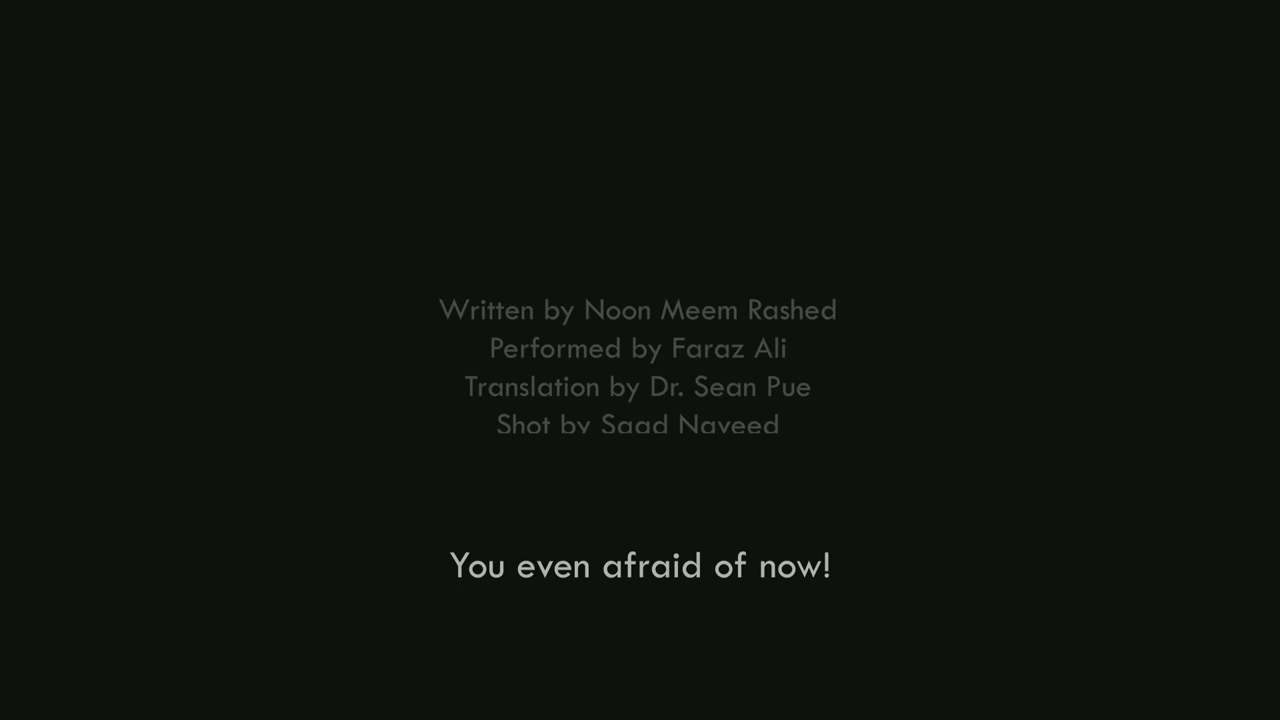 Written by Noon Meem Rashed
Performed by Faraz Ali
Translation by Dr. Sean Pue
Shot by Saad Naveed
You even afraid of now!